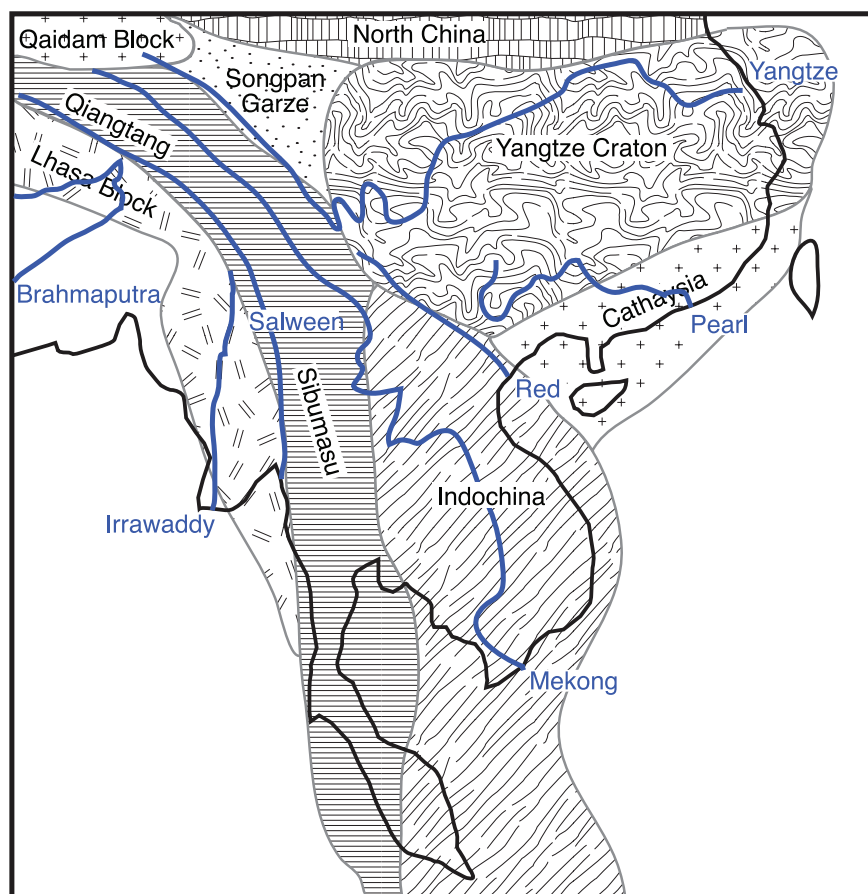 North China
Qaidam Block
Songpan
Garze
Yangtze
Qiangtang
Yangtze Craton
Lhasa Block
Brahmaputra
Salween
Cathaysia
Pearl
Sibumasu
Red
Indochina
Irrawaddy
Mekong